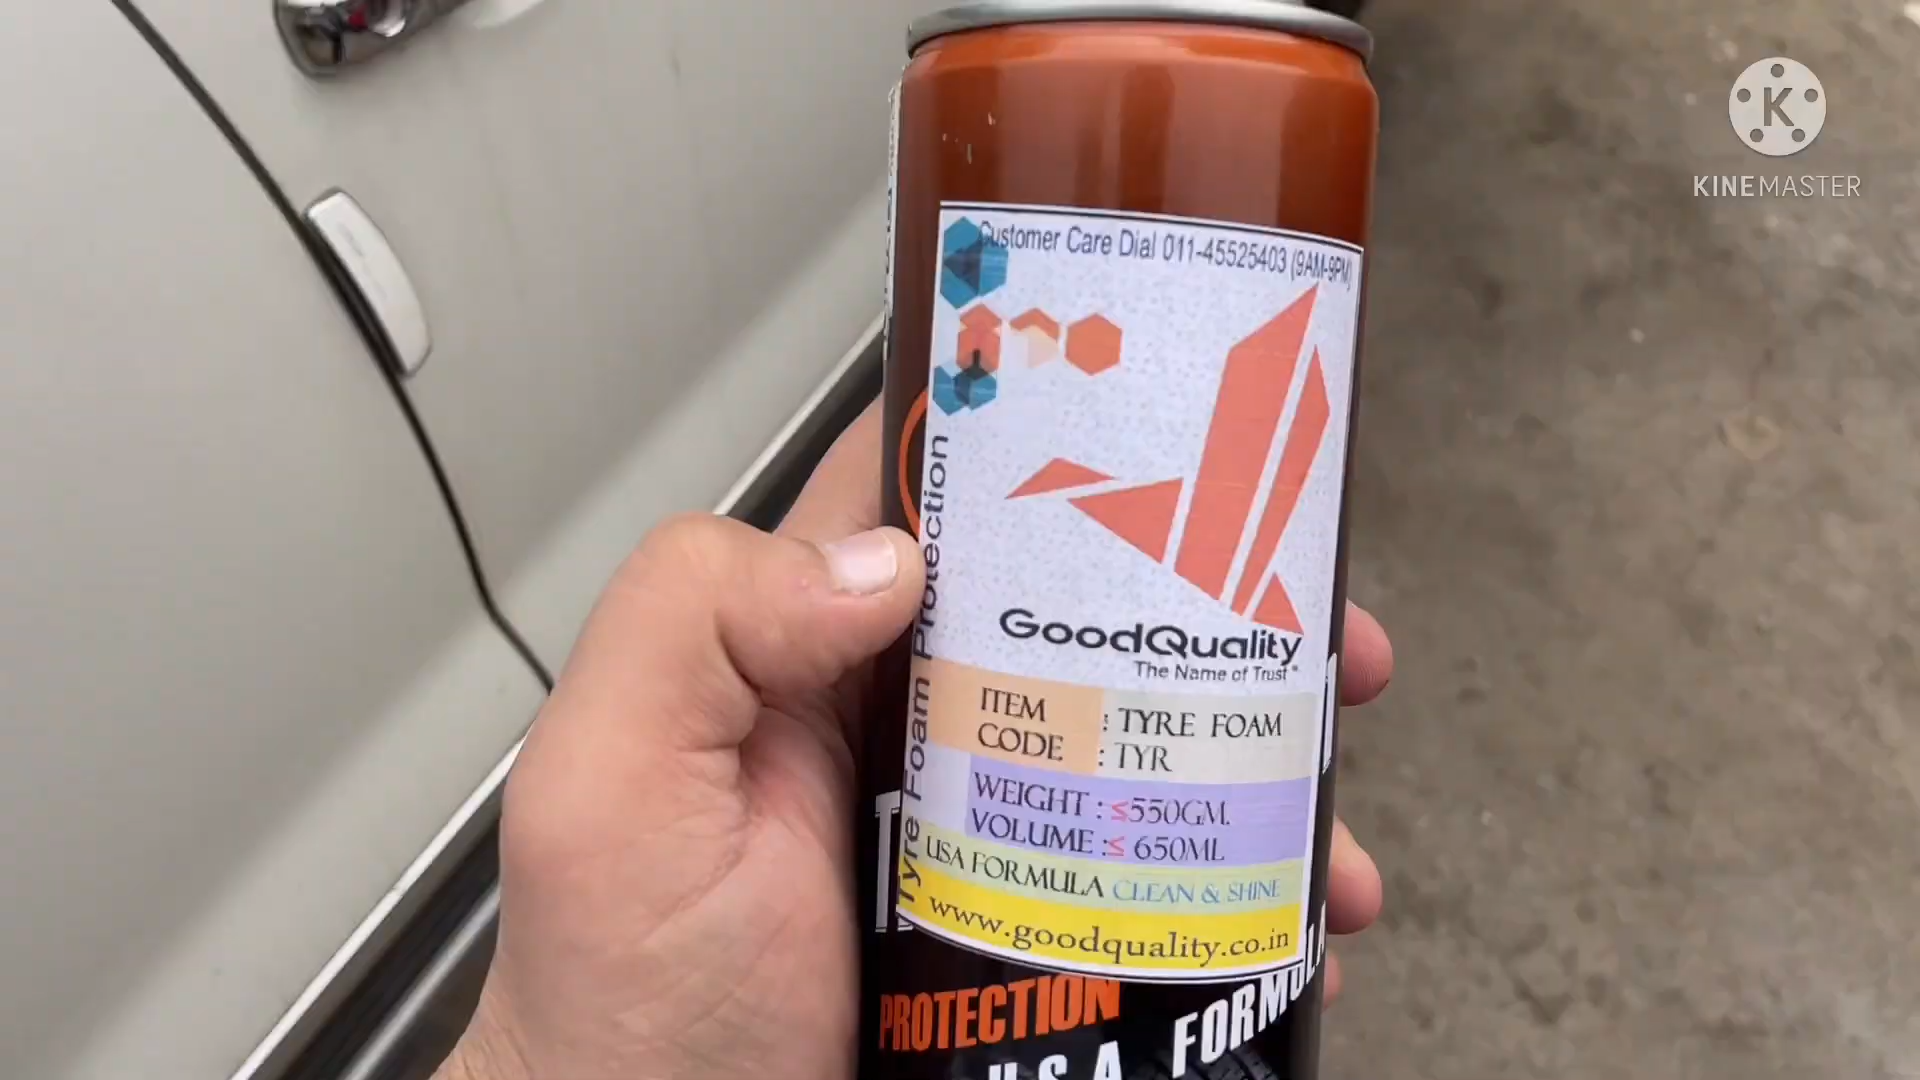 K
KINEMASTER
Customer Care Dial 011-45525403 (9AM-9PM)
Tyre Foam Protection
GoodQuality
The Name of Trust
ITEM : TYRE FOAM
CODE : TYR
WEIGHT : ≤550GM.
VOLUME :≤ 650ML
USA FORMULA CLEAN & SHINE
www.goodquality.co.in
PROTECTION
U.S.A FORMULA